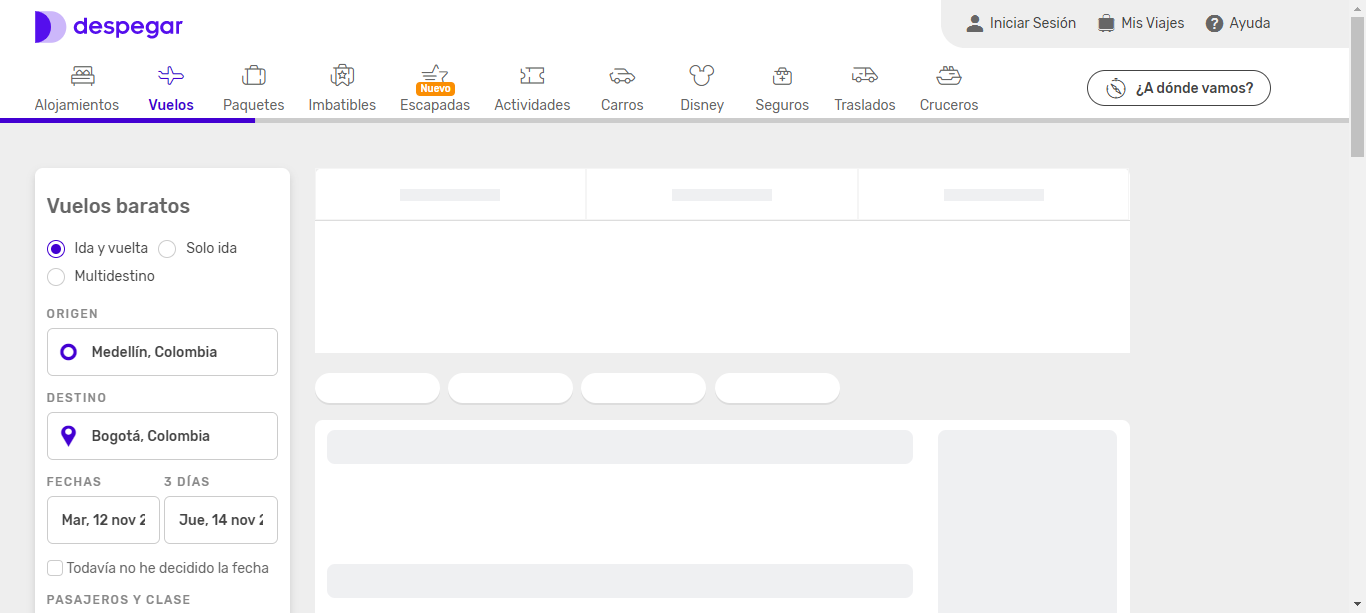 despegar
Iniciar Sesión
Mis Viajes
Ayuda
Alojamientos
Vuelos
Paquetes
Imbatibles
Nuevo
Escapadas
Actividades
Carros
Disney
Seguros
Traslados
Cruceros
¿A dónde vamos?
Vuelos baratos
Ida y vuelta
Solo ida
Multidestino
ORIGEN
Medellín, Colombia
DESTINO
Bogotá, Colombia
FECHAS
3 DÍAS
Mar, 12 nov 2
Jue, 14 nov 2
Todavía no he decidido la fecha
PASAJEROS Y CLASE